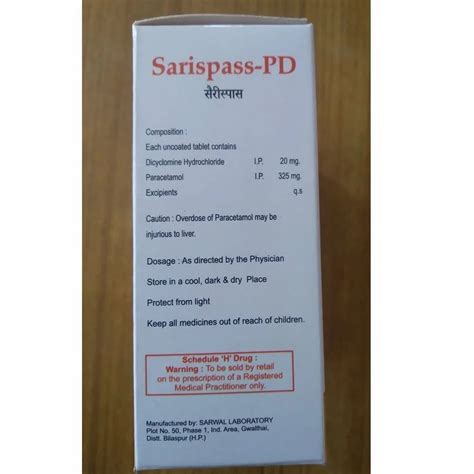 Sarispass-PD
सैरीस्पास
Composition :
Each uncoated tablet contains
Dicyclomine Hydrochloride I.P. 20 mg.
Paracetamol I.P. 325 mg.
Excipients q.s
Caution : Overdose of Paracetamol may be
injurious to liver.
Dosage : As directed by the Physician
Store in a cool, dark & dry Place
Protect from light
Keep all medicines out of reach of children.
Schedule 'H' Drug :
Warning : To be sold by retail
on the prescription of a Registered
Medical Practitioner only.
Manufactured by: SARWAL LABORATORY
Plot No. 50, Phase 1, Ind. Area, Gwalthai,
Distt. Bilaspur (H.P.)